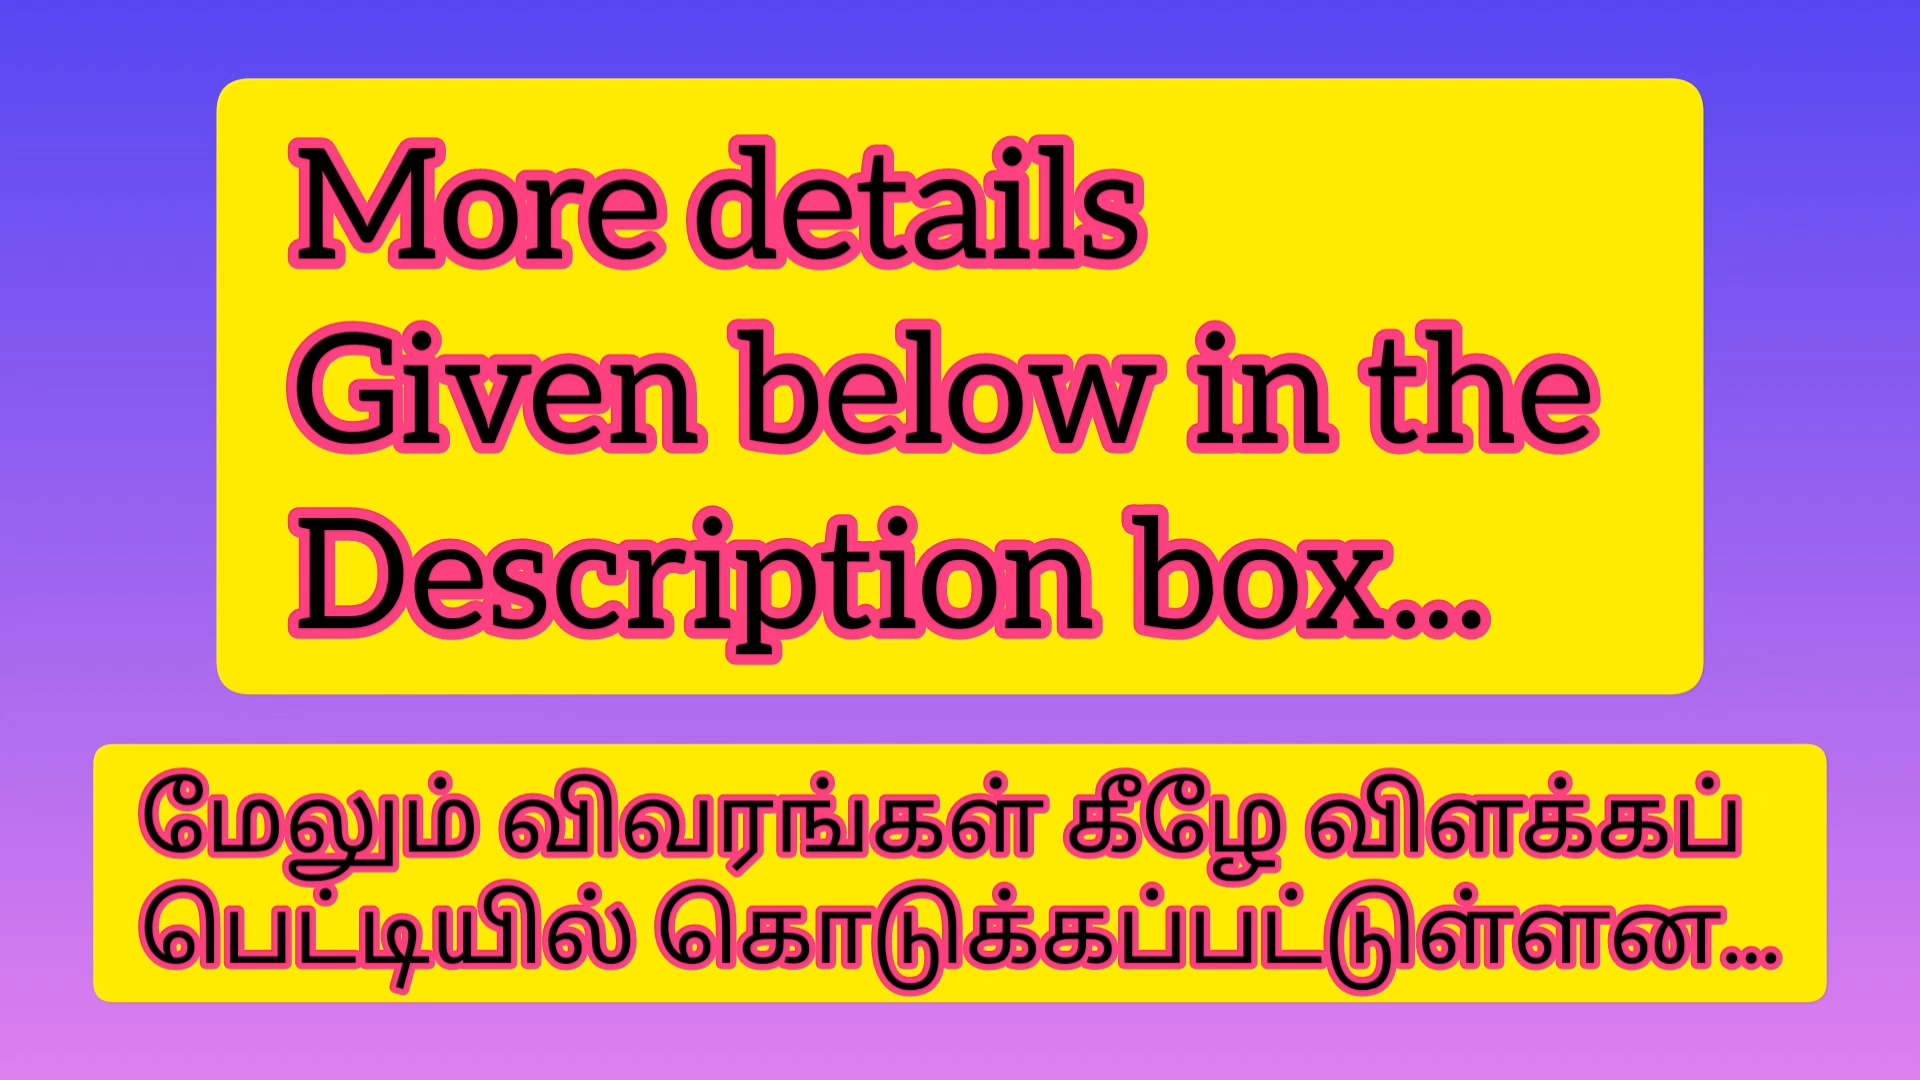 More details
Given below in the
Description box...
மேலும் விவரங்கள் கீழே விளக்கப்
பெட்டியில் கொடுக்கப்பட்டுள்ளன...